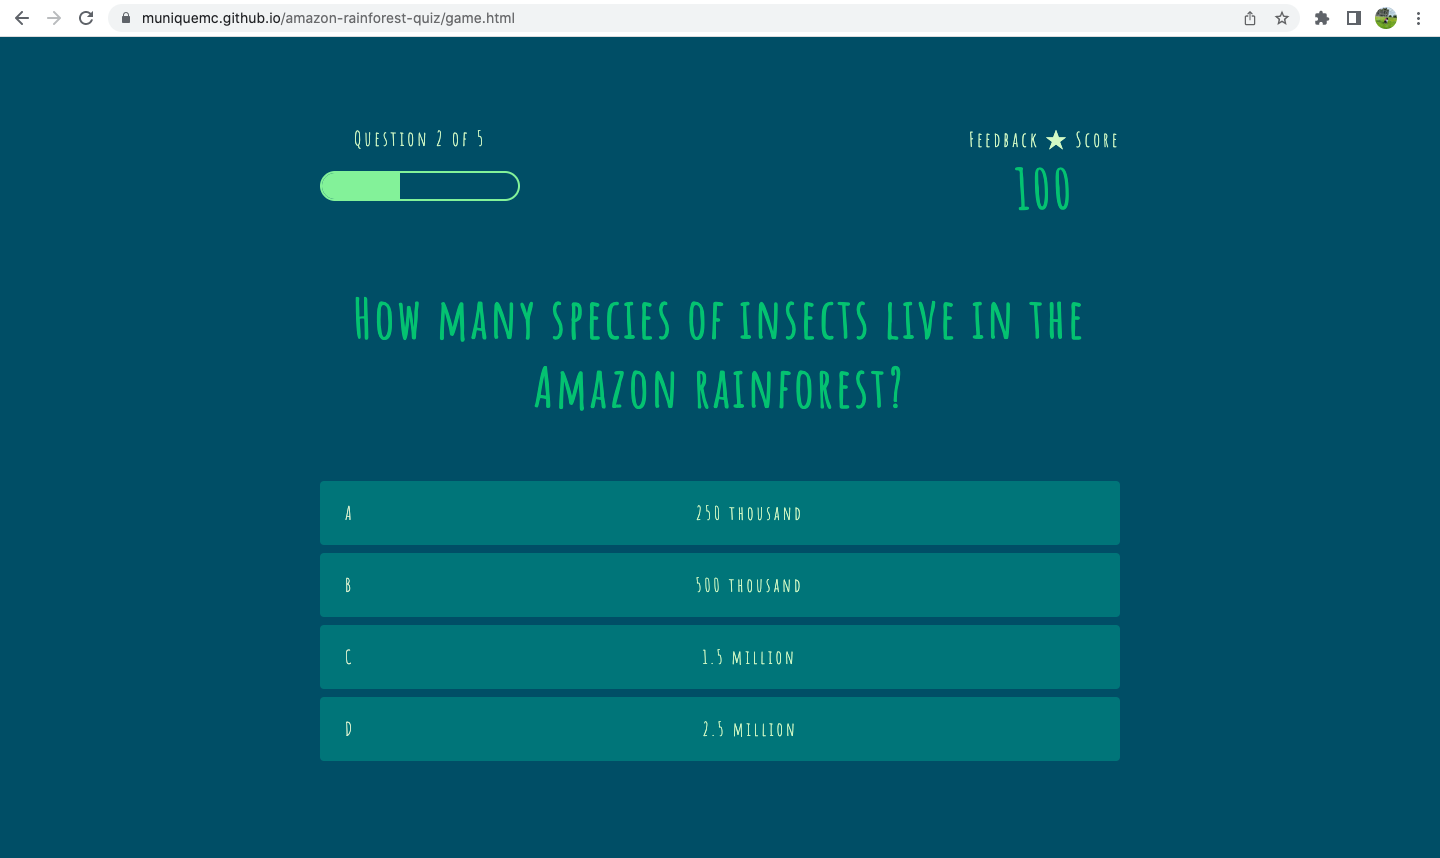 muniquemc.github.io/amazon-rainforest-quiz/game.html
Question 2 of 5
Feedback ★ Score
100
How many species of insects live in the
Amazon rainforest?
A 250 thousand
B 500 thousand
C 1.5 million
D 2.5 million